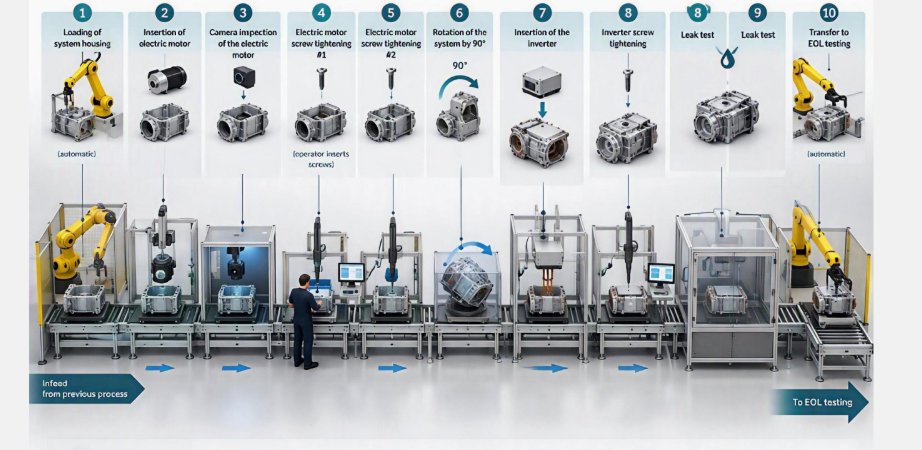 1
Loading of
system housing
(automatic)
2
Insertion of
electric motor
3
Camera inspection
of the electric
motor
4
Electric motor
screw tightening
#1
(operator inserts
screws)
5
Electric motor
screw tightening
#2
6
Rotation of the
system by 90°
90°
7
Insertion of the
inverter
8
Inverter screw
tightening
8
Leak test
9
Leak test
10
Transfer to
EOL testing
(automatic)
Infeed
from previous process
To EOL testing